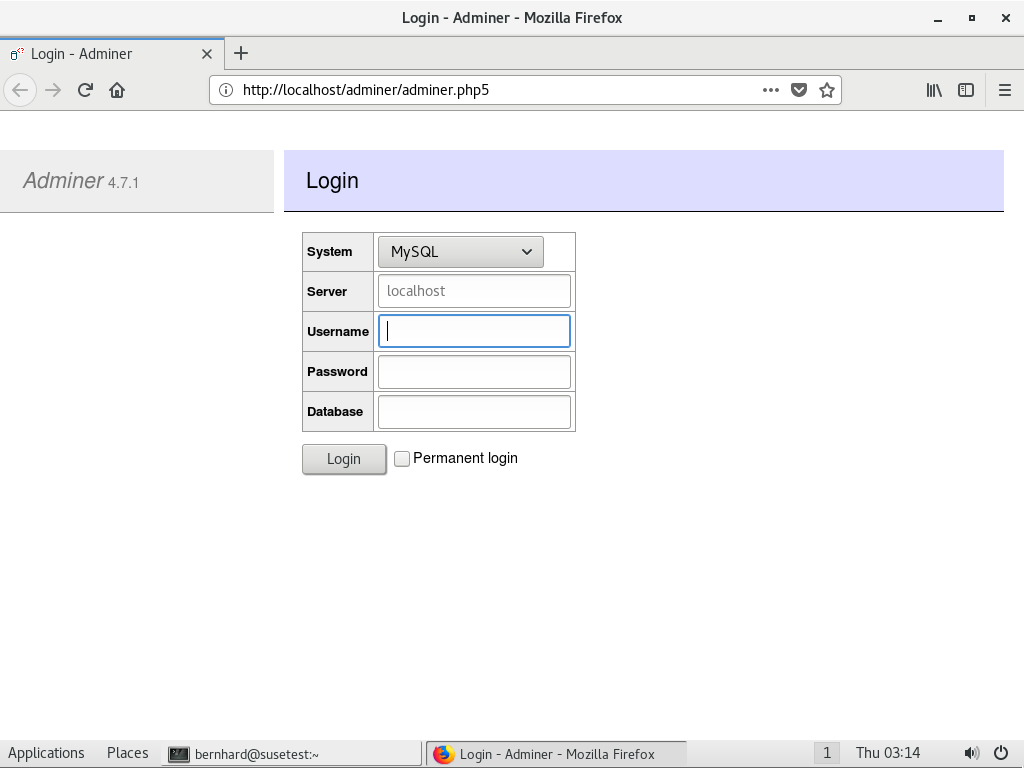 Login - Adminer - Mozilla Firefox
Login - Adminer
http://localhost/adminer/adminer.php5
Adminer 4.7.1
Login
System MySQL
Server localhost
Username
Password
Database
Login Permanent login
Applications Places bernhard@susetest:~ Login - Adminer - Mozilla Firefox 1 Thu 03:14